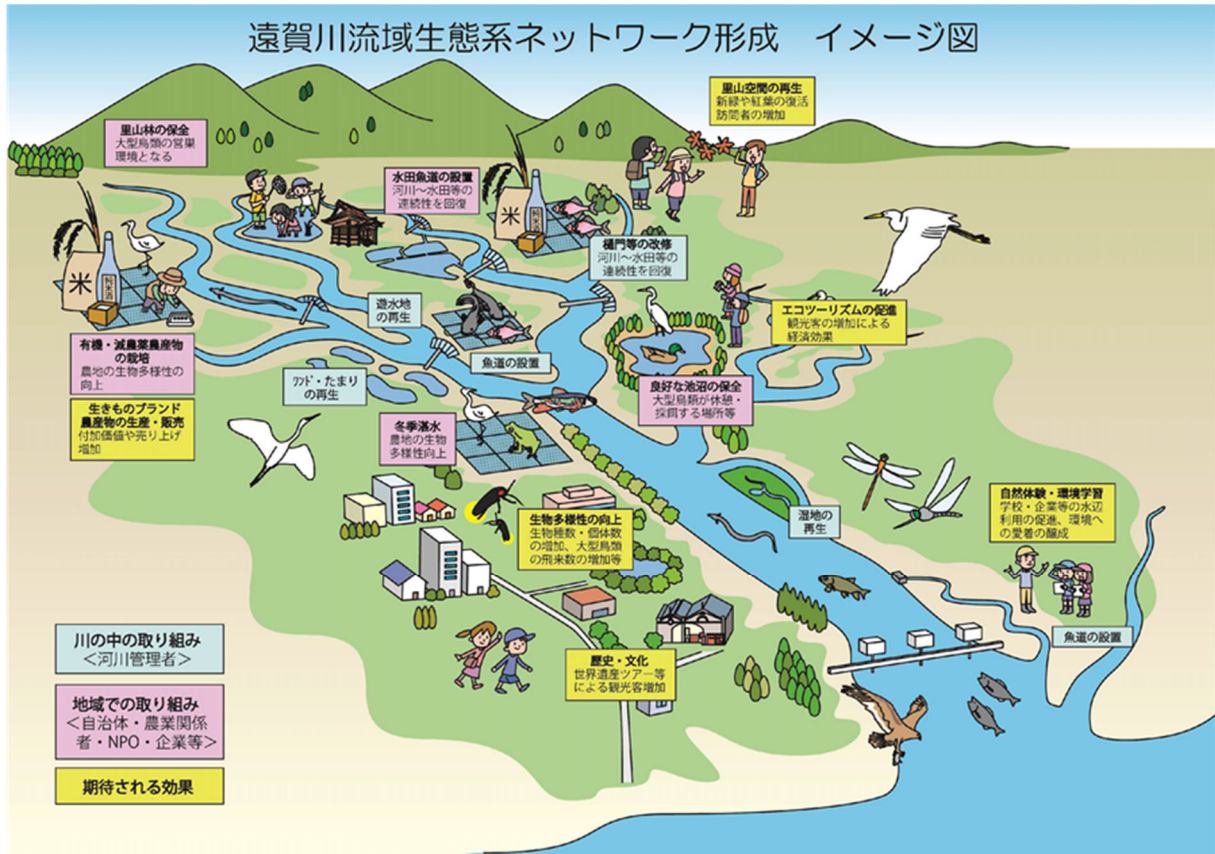 遠賀川流域生態系ネットワーク形成　イメージ図
里山空間の再生
新緑や紅葉の復活
訪問者の増加
里山林の保全
大型鳥類の営巣
環境となる
水田魚道の設置
河川～水田等の
連続性を回復
米
純米酒
樋門等の改修
河川～水田等の
連続性を回復
米
純米酒
遊水地
の再生
エコツーリズムの促進
観光客の増加による
経済効果
有機・減農薬農産物
の栽培
農地の生物多様性の
向上
魚道の設置
ワンド・たまり
の再生
良好な池沼の保全
大型鳥類が休憩・
採餌する場所等
生きものブランド
農産物の生産・販売
付加価値や売り上げ
増加
冬季湛水
農地の生物
多様性向上
自然体験・環境学習
学校・企業等の水辺
利用の促進、環境へ
の愛着の醸成
生物多様性の向上
生物種数・個体数
の増加、大型鳥類
の飛来数の増加等
湿地の
再生
魚道の設置
歴史・文化
世界遺産ツアー等
による観光客増加
川の中の取り組み
＜河川管理者＞
地域での取り組み
＜自治体・農業関係
者・NPO・企業等＞
期待される効果